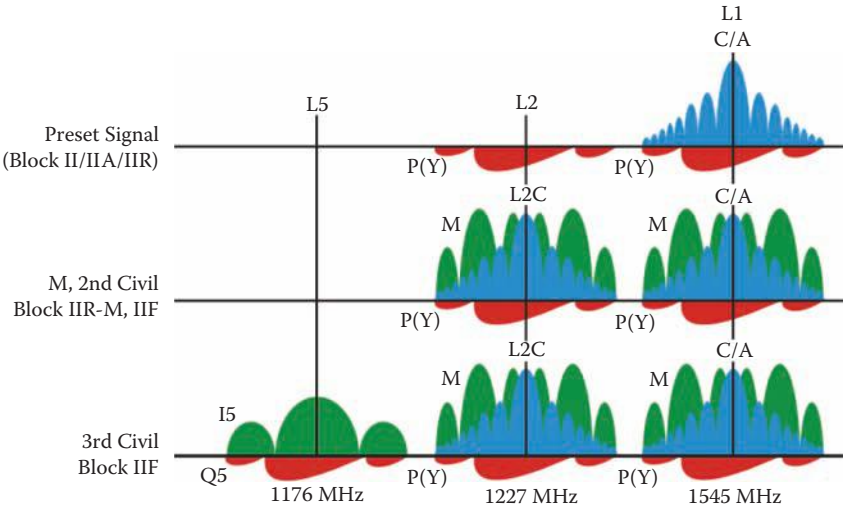 L1
C/A
L5
L2
Preset Signal
(Block II/IIA/IIR)
P(Y)
P(Y)
L2C
C/A
M
M
M, 2nd Civil
Block IIR-M, IIF
P(Y)
P(Y)
L2C
C/A
M
M
I5
3rd Civil
Block IIF
Q5
P(Y)
P(Y)
1176 MHz
1227 MHz
1545 MHz